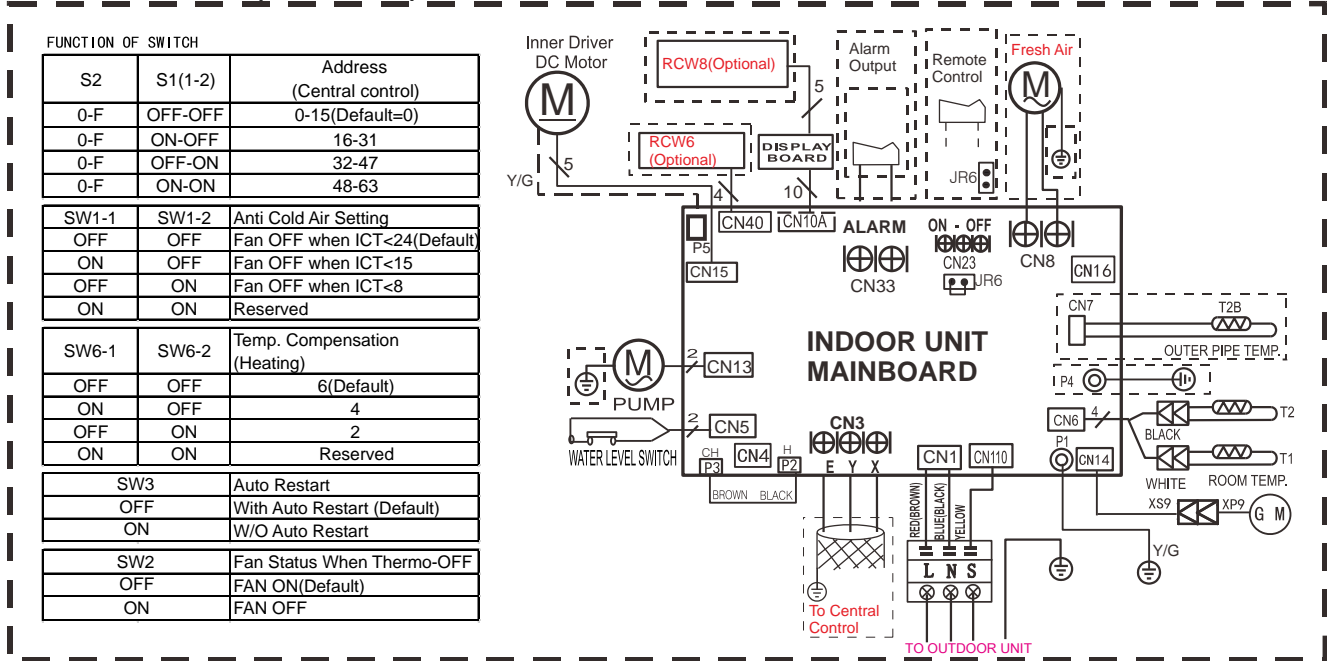 FUNCTION OF SWITCH
S2 S1(1-2) Address
(Central control)
0-F OFF-OFF 0-15(Default=0)
0-F ON-OFF 16-31
0-F OFF-ON 32-47
0-F ON-ON 48-63
SW1-1 SW1-2 Anti Cold Air Setting
OFF OFF Fan OFF when ICT<24(Default)
ON OFF Fan OFF when ICT<15
OFF ON Fan OFF when ICT<8
ON ON Reserved
SW6-1 SW6-2 Temp. Compensation
(Heating)
OFF OFF 6(Default)
ON OFF 4
OFF ON 2
ON ON Reserved
SW3 Auto Restart
OFF With Auto Restart (Default)
ON W/O Auto Restart
SW2 Fan Status When Thermo-OFF
OFF FAN ON(Default)
ON FAN OFF
Inner Driver
DC Motor
M
5
Y/G
RCW8(Optional)
5
RCW6
(Optional)
4
DISPLAY
BOARD
10
Alarm
Output
Remote
Control
JR6
Fresh Air
M
P5
CN40
CN10A
CN15
ALARM
CN33
ON - OFF
CN23
JR6
CN8
CN16
CN7
T2B
OUTER PIPE TEMP.
INDOOR UNIT
MAINBOARD
P4
M
PUMP
2
CN13
WATER LEVEL SWITCH
2
CN5
CN4
CH
P3
H
P2
BROWN BLACK
CN3
E Y X
CN1
CN110
CN6
4
BLACK
T2
P1
CN14
WHITE
T1
ROOM TEMP.
XS9
XP9
G M
Y/G
RED(BROWN)
BLUE(BLACK)
YELLOW
L N S
To Central
Control
TO OUTDOOR UNIT